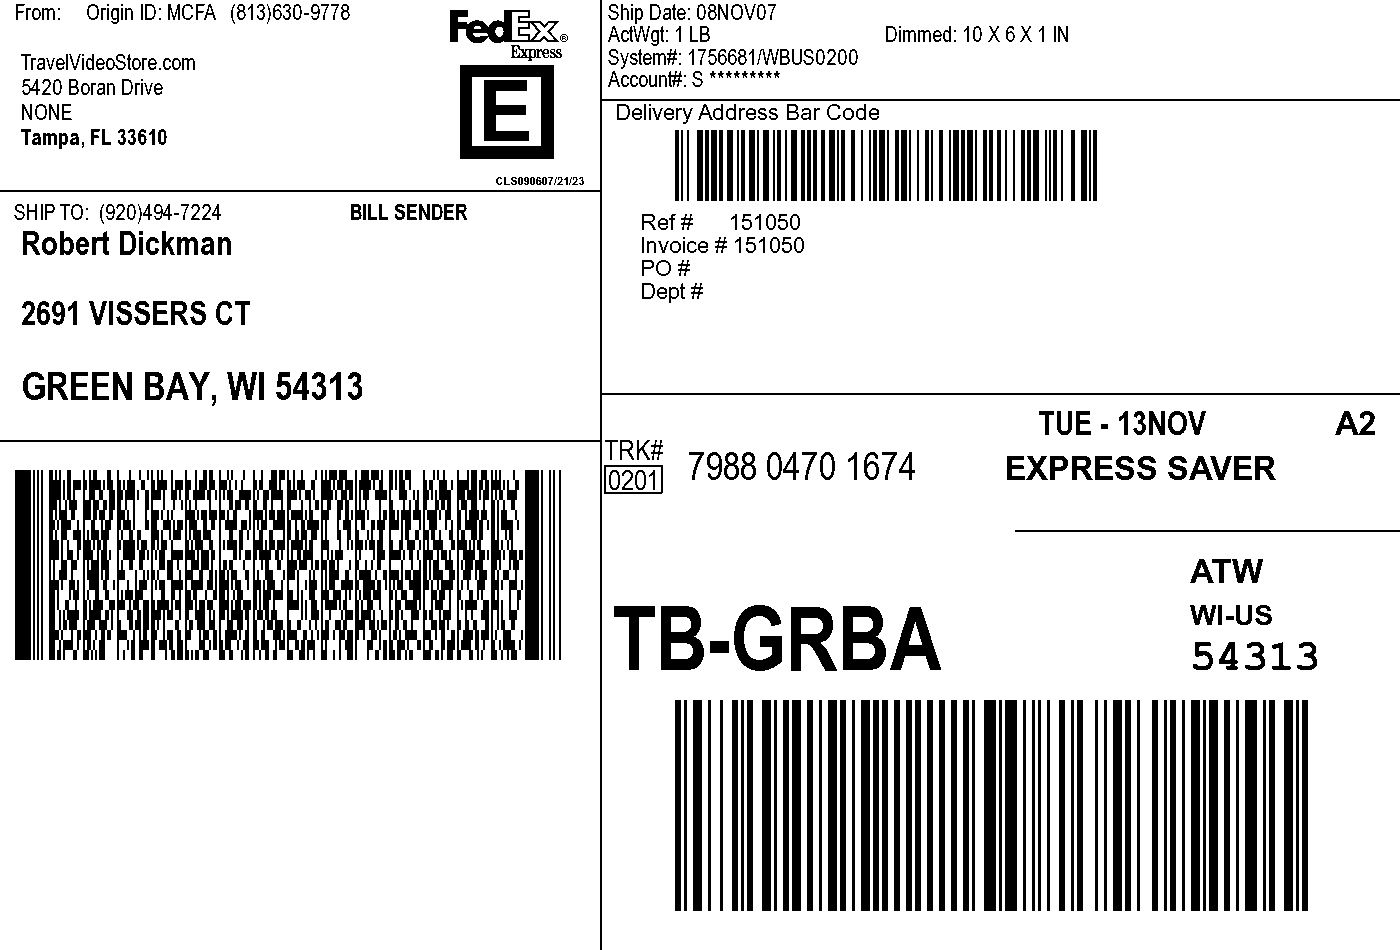 From: Origin ID: MCFA (813)630-9778
TravelVideoStore.com
5420 Boran Drive
NONE
Tampa, FL 33610
FedEx®
Express
E
CLS090607/21/23
Ship Date: 08NOV07
ActWgt: 1 LB Dimmed: 10 X 6 X 1 IN
System#: 1756681/WBUS0200
Account#: S *********
Delivery Address Bar Code
Ref # 151050
Invoice # 151050
PO #
Dept #
SHIP TO: (920)494-7224 BILL SENDER
Robert Dickman
2691 VISSERS CT
GREEN BAY, WI 54313
TUE - 13NOV A2
TRK#
0201
7988 0470 1674 EXPRESS SAVER
ATW
WI-US
54313
TB-GRBA